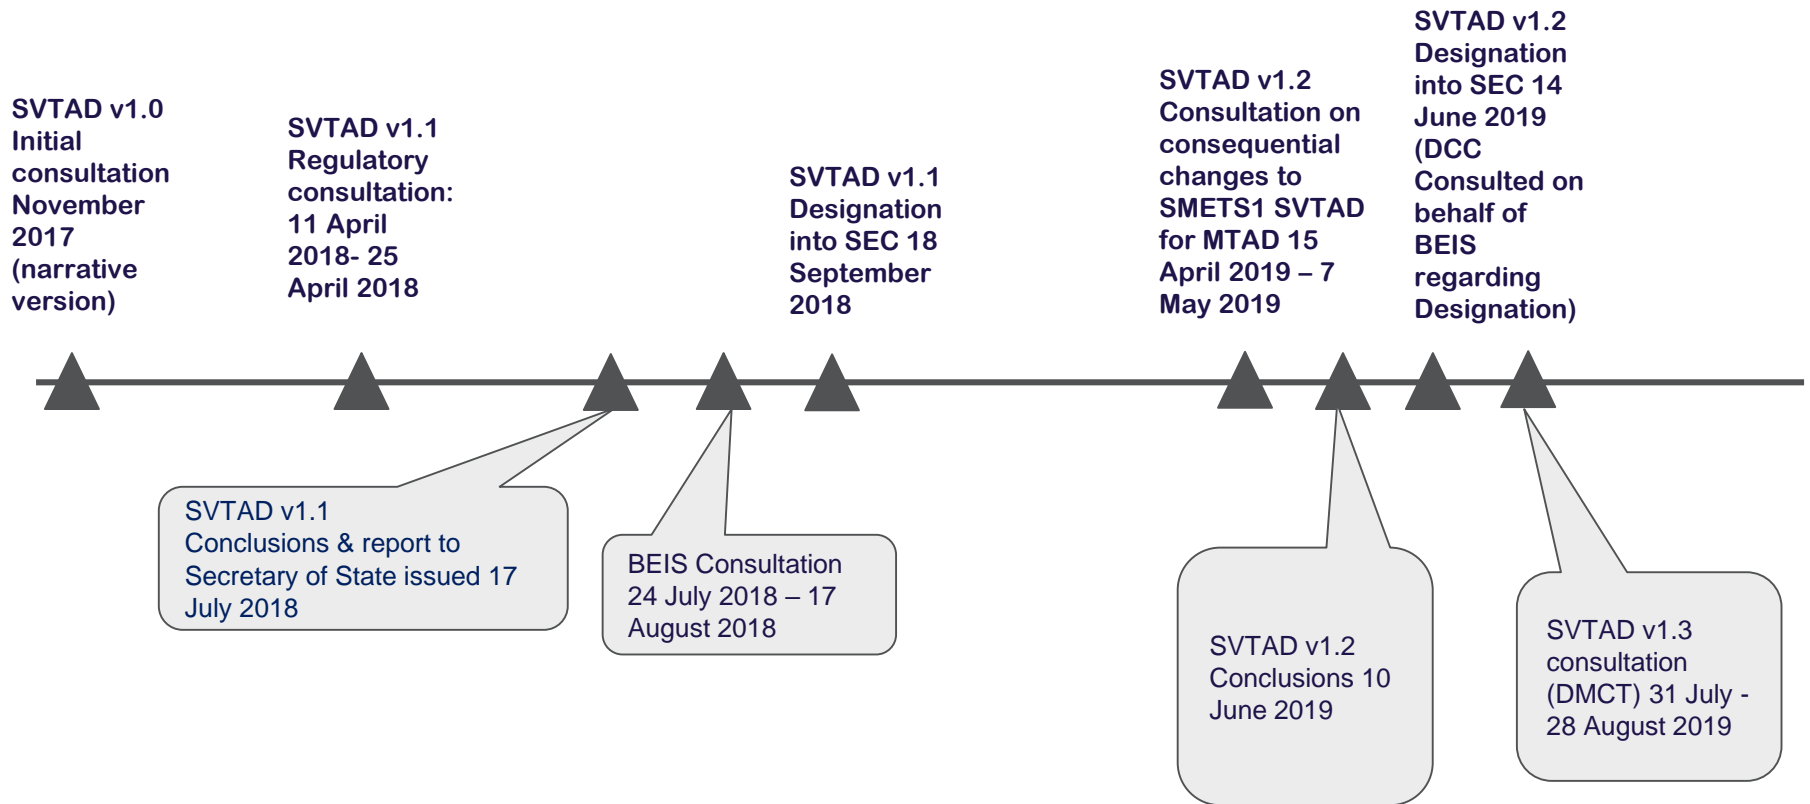 SVTAD v1.0
Initial
consultation
November
2017
(narrative
version)
SVTAD v1.1
Regulatory
consultation:
11 April
2018- 25
April 2018
SVTAD v1.1
Designation
into SEC 18
September
2018
SVTAD v1.2
Consultation on
consequential
changes to
SMETS1 SVTAD
for MTAD 15
April 2019 – 7
May 2019
SVTAD v1.2
Designation
into SEC 14
June 2019
(DCC
Consulted on
behalf of
BEIS
regarding
Designation)
SVTAD v1.1
Conclusions & report to
Secretary of State issued 17
July 2018
BEIS Consultation
24 July 2018 – 17
August 2018
SVTAD v1.2
Conclusions 10
June 2019
SVTAD v1.3
consultation
(DMCT) 31 July -
28 August 2019